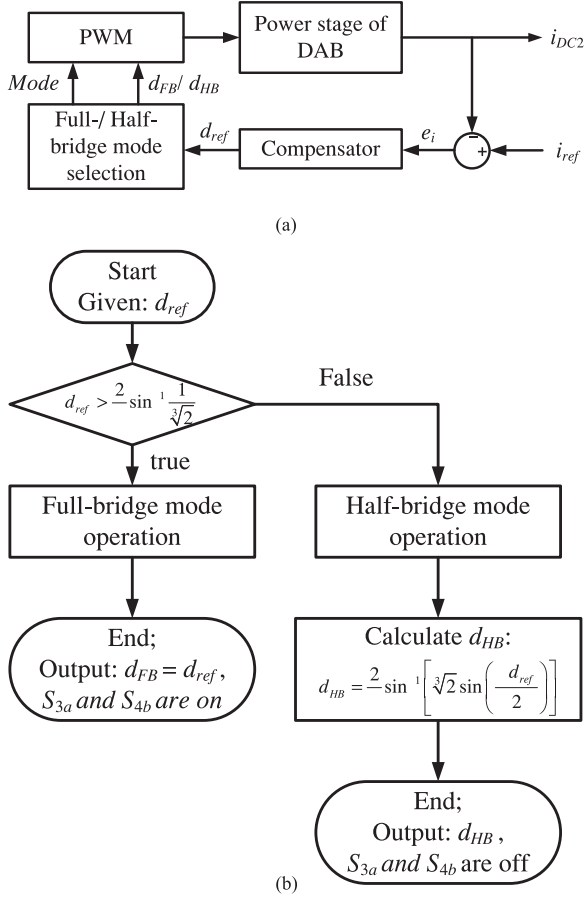 PWM
Power stage of
DAB
i_DC2
Mode
d_FB/ d_HB
Full-/ Half-
bridge mode
selection
d_ref
Compensator
e_i
-
+
i_ref
(a)
Start
Given: d_ref
d_ref > 2/ sin ^1 1/∛2
False
true
Full-bridge mode
operation
Half-bridge mode
operation
End;
Output: d_FB = d_ref ,
S_3a and S_4b are on
Calculate d_HB:
d_HB = 2/ sin ^1 [∛2 sin(d_ref/2)]
End;
Output: d_HB ,
S_3a and S_4b are off
(b)